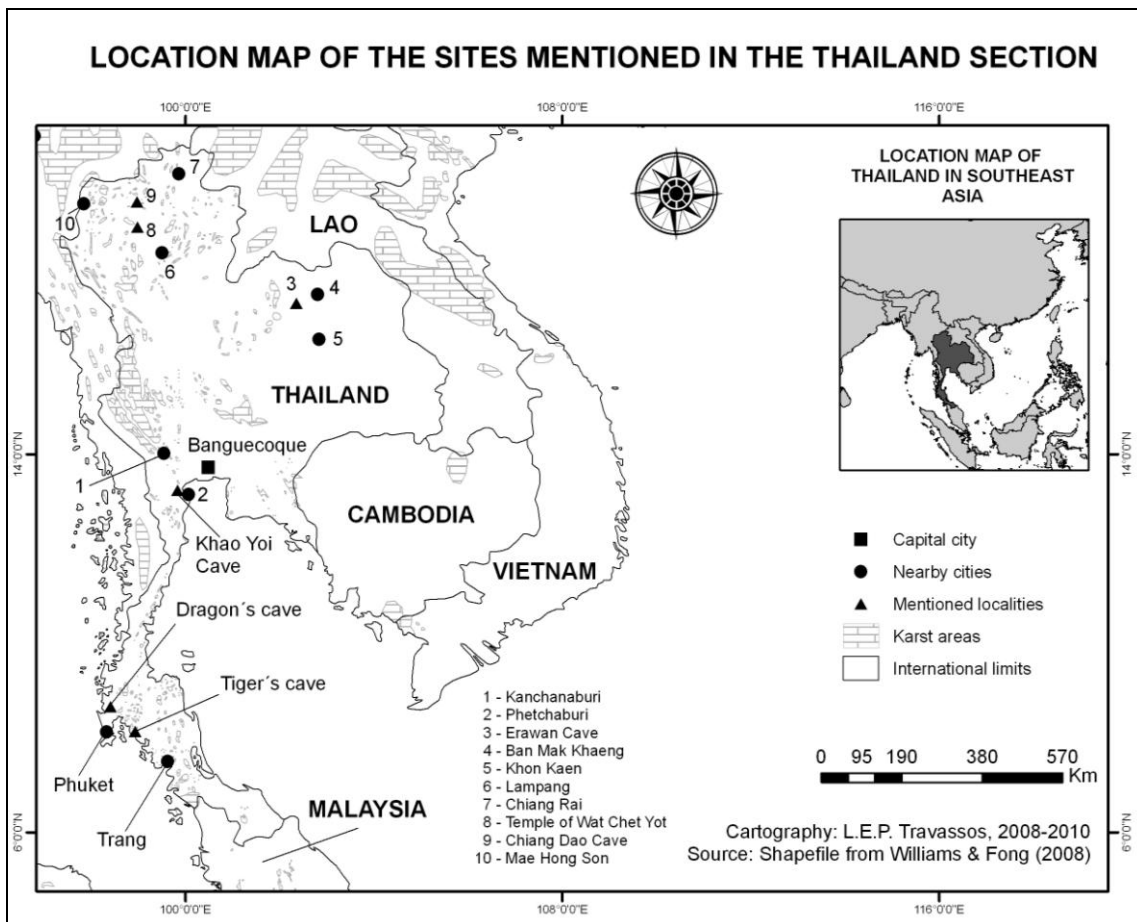 LOCATION MAP OF THE SITES MENTIONED IN THE THAILAND SECTION
100°0'0"E
108°0'0"E
116°0'0"E
LOCATION MAP OF
THAILAND IN SOUTHEAST
ASIA
7
9
10
8
6
LAO
3
4
5
THAILAND
Banguecoque
14°0'0"N
14°0'0"N
1
2
Khao Yoi
Cave
CAMBODIA
VIETNAM
Dragon´s cave
Tiger´s cave
Phuket
Trang
MALAYSIA
Capital city
Nearby cities
Mentioned localities
Karst areas
International limits
1 - Kanchanaburi
2 - Phetchaburi
3 - Erawan Cave
4 - Ban Mak Khaeng
5 - Khon Kaen
6 - Lampang
7 - Chiang Rai
8 - Temple of Wat Chet Yot
9 - Chiang Dao Cave
10 - Mae Hong Son
0 95 190 380 570
Km
6°0'0"N
6°0'0"N
Cartography: L.E.P. Travassos, 2008-2010
Source: Shapefile from Williams & Fong (2008)
100°0'0"E
108°0'0"E
116°0'0"E